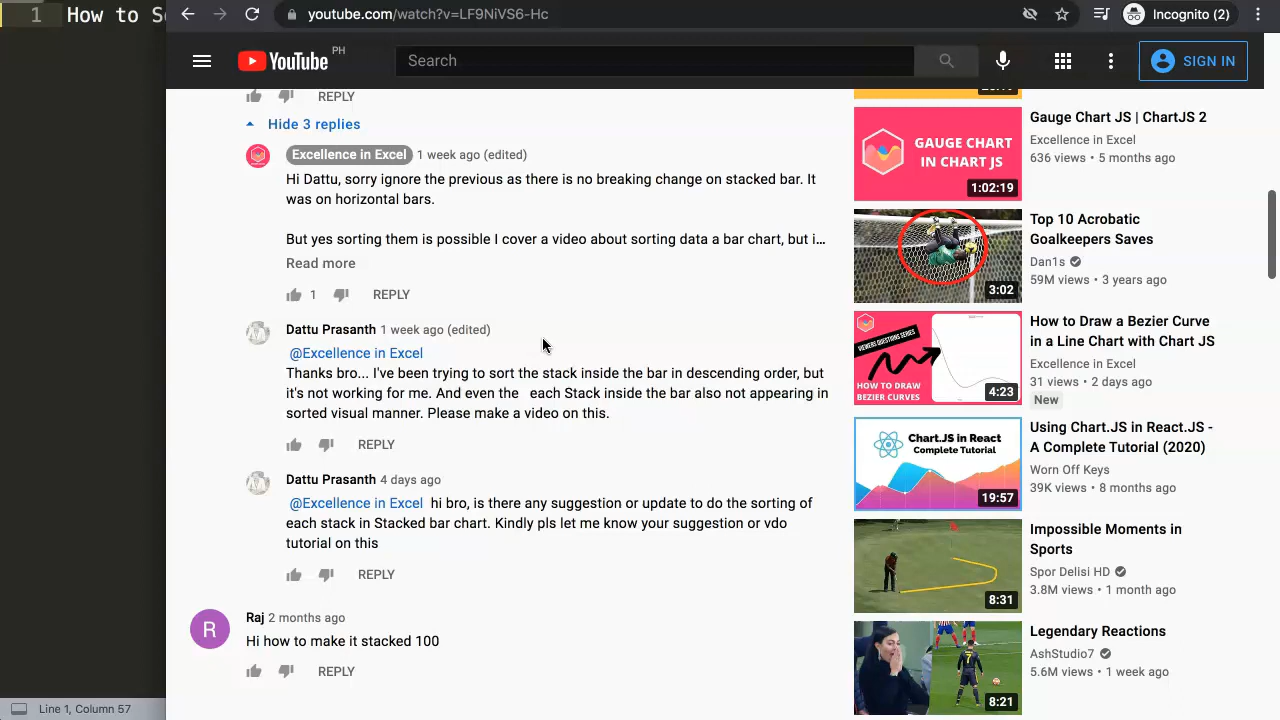 1 How to S
youtube.com/watch?v=LF9NiVS6-Hc
Incognito (2)
YouTube PH
Search
SIGN IN
REPLY
Hide 3 replies
Excellence in Excel 1 week ago (edited)
Hi Dattu, sorry ignore the previous as there is no breaking change on stacked bar. It
was on horizontal bars.
But yes sorting them is possible I cover a video about sorting data a bar chart, but i...
Read more
1 REPLY
Dattu Prasanth 1 week ago (edited)
@Excellence in Excel
Thanks bro... I've been trying to sort the stack inside the bar in descending order, but
it's not working for me. And even the each Stack inside the bar also not appearing in
sorted visual manner. Please make a video on this.
REPLY
Dattu Prasanth 4 days ago
@Excellence in Excel hi bro, is there any suggestion or update to do the sorting of
each stack in Stacked bar chart. Kindly pls let me know your suggestion or vdo
tutorial on this
REPLY
R
Raj 2 months ago
Hi how to make it stacked 100
REPLY
GAUGE CHART
IN CHART JS
1:02:19
Gauge Chart JS | ChartJS 2
Excellence in Excel
636 views • 5 months ago
3:02
Top 10 Acrobatic
Goalkeepers Saves
Dan1s
59M views • 3 years ago
VIEWERS QUESTIONS SERIES
HOW TO DRAW
BEZIER CURVES
4:23
How to Draw a Bezier Curve
in a Line Chart with Chart JS
Excellence in Excel
31 views • 2 days ago
New
Chart.JS in React
Complete Tutorial
19:57
Using Chart.JS in React.JS -
A Complete Tutorial (2020)
Worn Off Keys
39K views • 8 months ago
8:31
Impossible Moments in
Sports
Spor Delisi HD
3.8M views • 1 month ago
8:21
Legendary Reactions
AshStudio7
5.6M views • 1 week ago
Line 1, Column 57